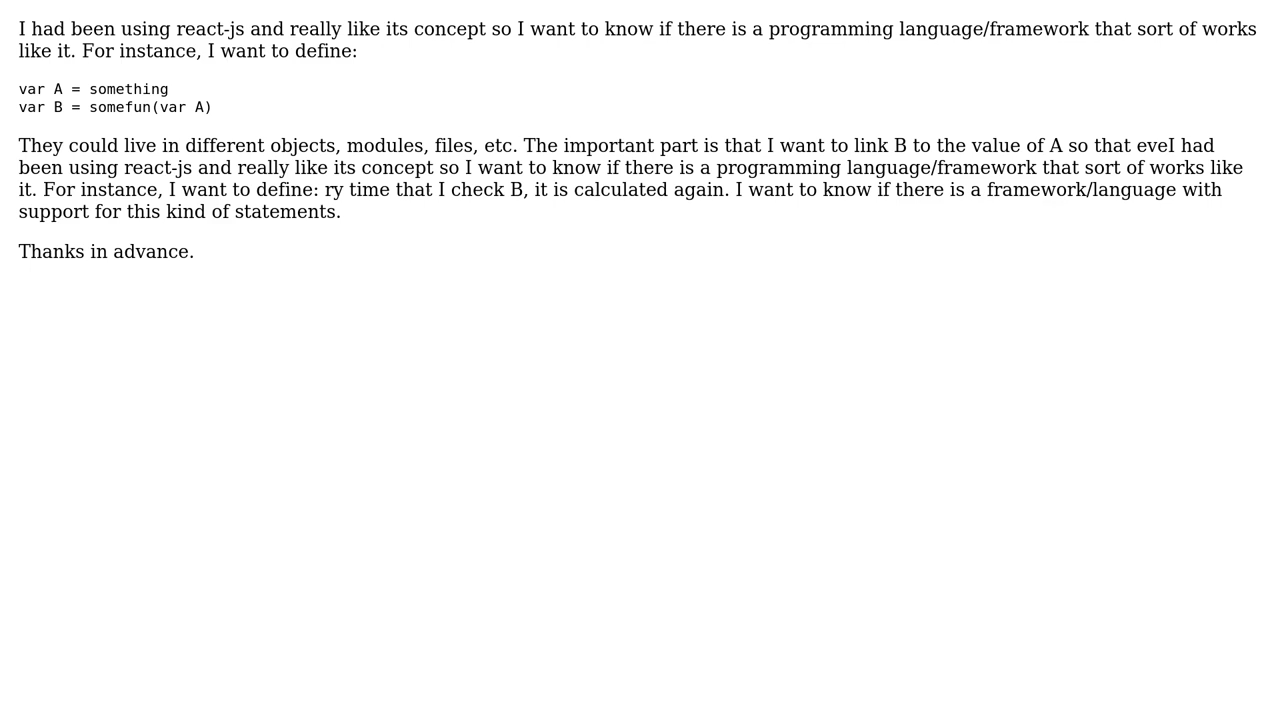 I had been using react-js and really like its concept so I want to know if there is a programming language/framework that sort of works
like it. For instance, I want to define:
var A = something
var B = somefun(var A)
They could live in different objects, modules, files, etc. The important part is that I want to link B to the value of A so that eveI had
been using react-js and really like its concept so I want to know if there is a programming language/framework that sort of works like
it. For instance, I want to define: ry time that I check B, it is calculated again. I want to know if there is a framework/language with
support for this kind of statements.
Thanks in advance.